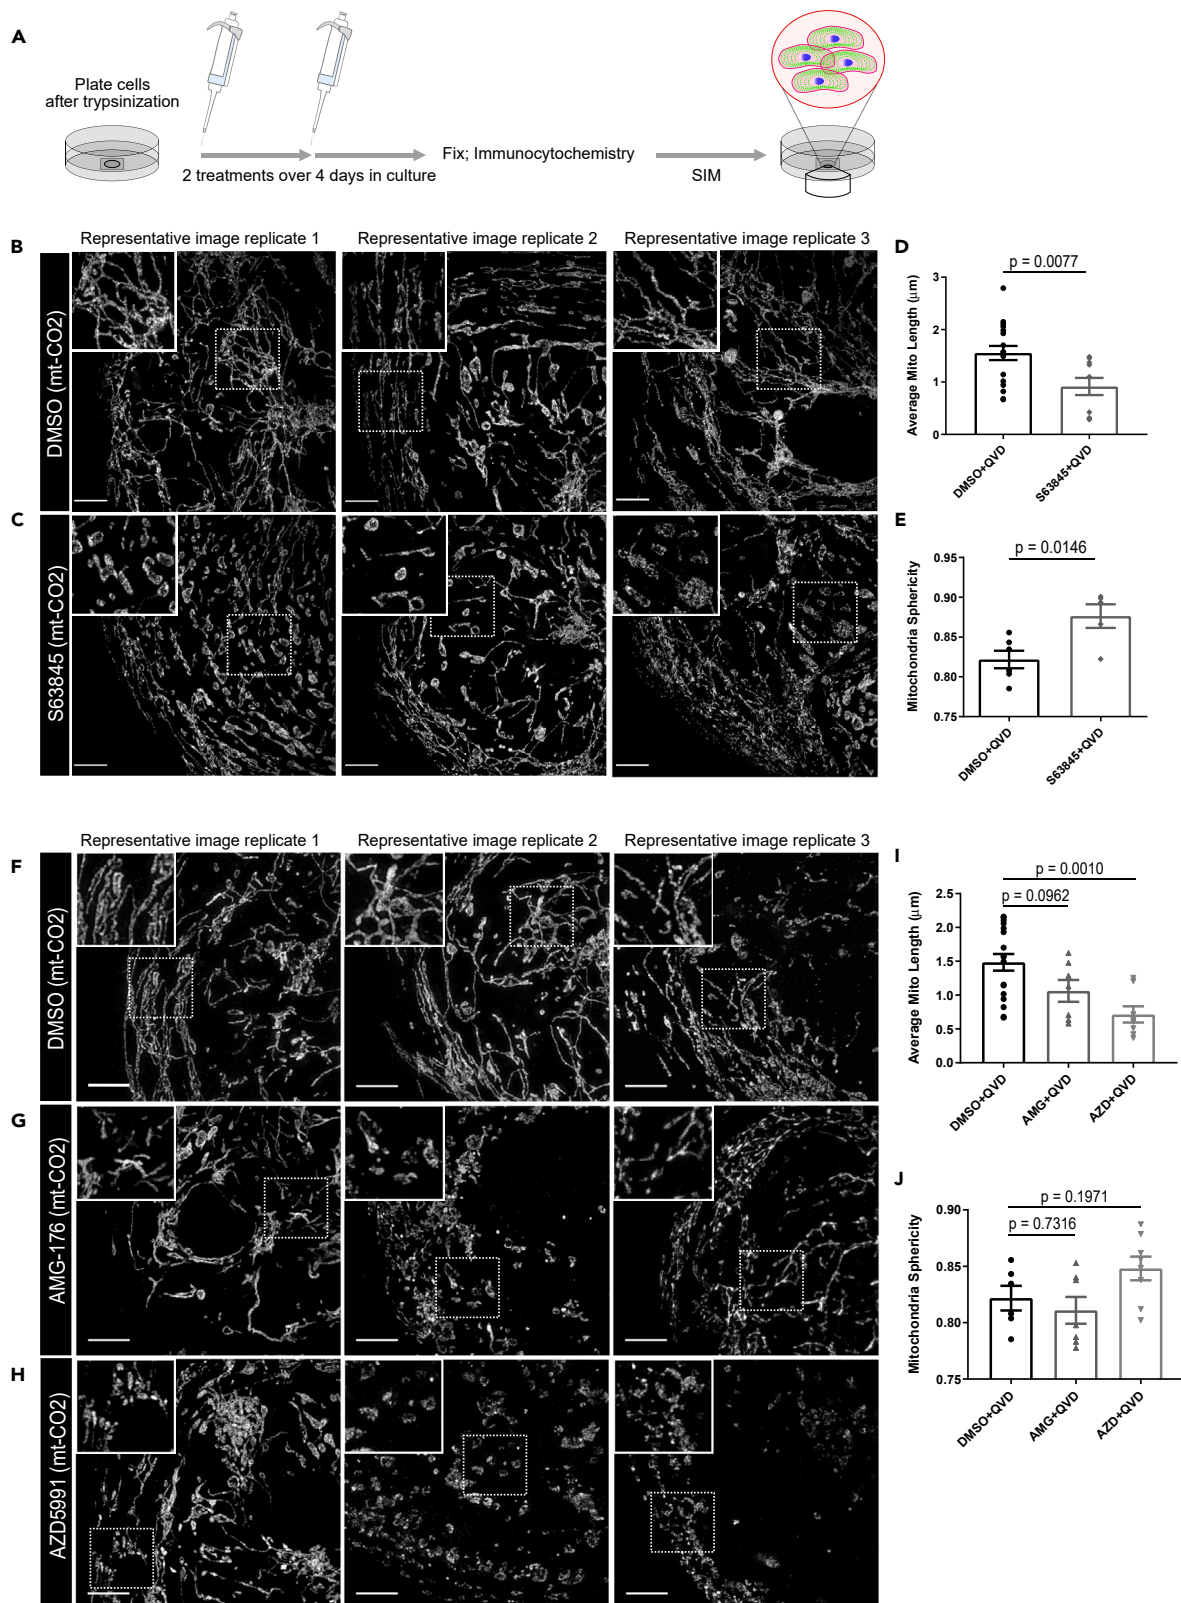 A
Plate cells
after trypsinization
2 treatments over 4 days in culture
Fix; Immunocytochemistry
SIM
B
Representative image replicate 1
Representative image replicate 2
Representative image replicate 3
DMSO (mt-CO2)
C
S63845 (mt-CO2)
D
p = 0.0077
Average Mito Length (μm)
3
2
1
0
DMSO+QVD
S63845+QVD
E
p = 0.0146
Mitochondria Sphericity
0.95
0.90
0.85
0.80
0.75
DMSO+QVD
S63845+QVD
Representative image replicate 1
Representative image replicate 2
Representative image replicate 3
F
DMSO (mt-CO2)
G
AMG-176 (mt-CO2)
H
AZD5991 (mt-CO2)
I
p = 0.0010
p = 0.0962
Average Mito Length (μm)
2.5
2.0
1.5
1.0
0.5
0.0
DMSO+QVD
AMG+QVD
AZD+QVD
J
p = 0.1971
p = 0.7316
Mitochondria Sphericity
0.90
0.85
0.80
0.75
DMSO+QVD
AMG+QVD
AZD+QVD